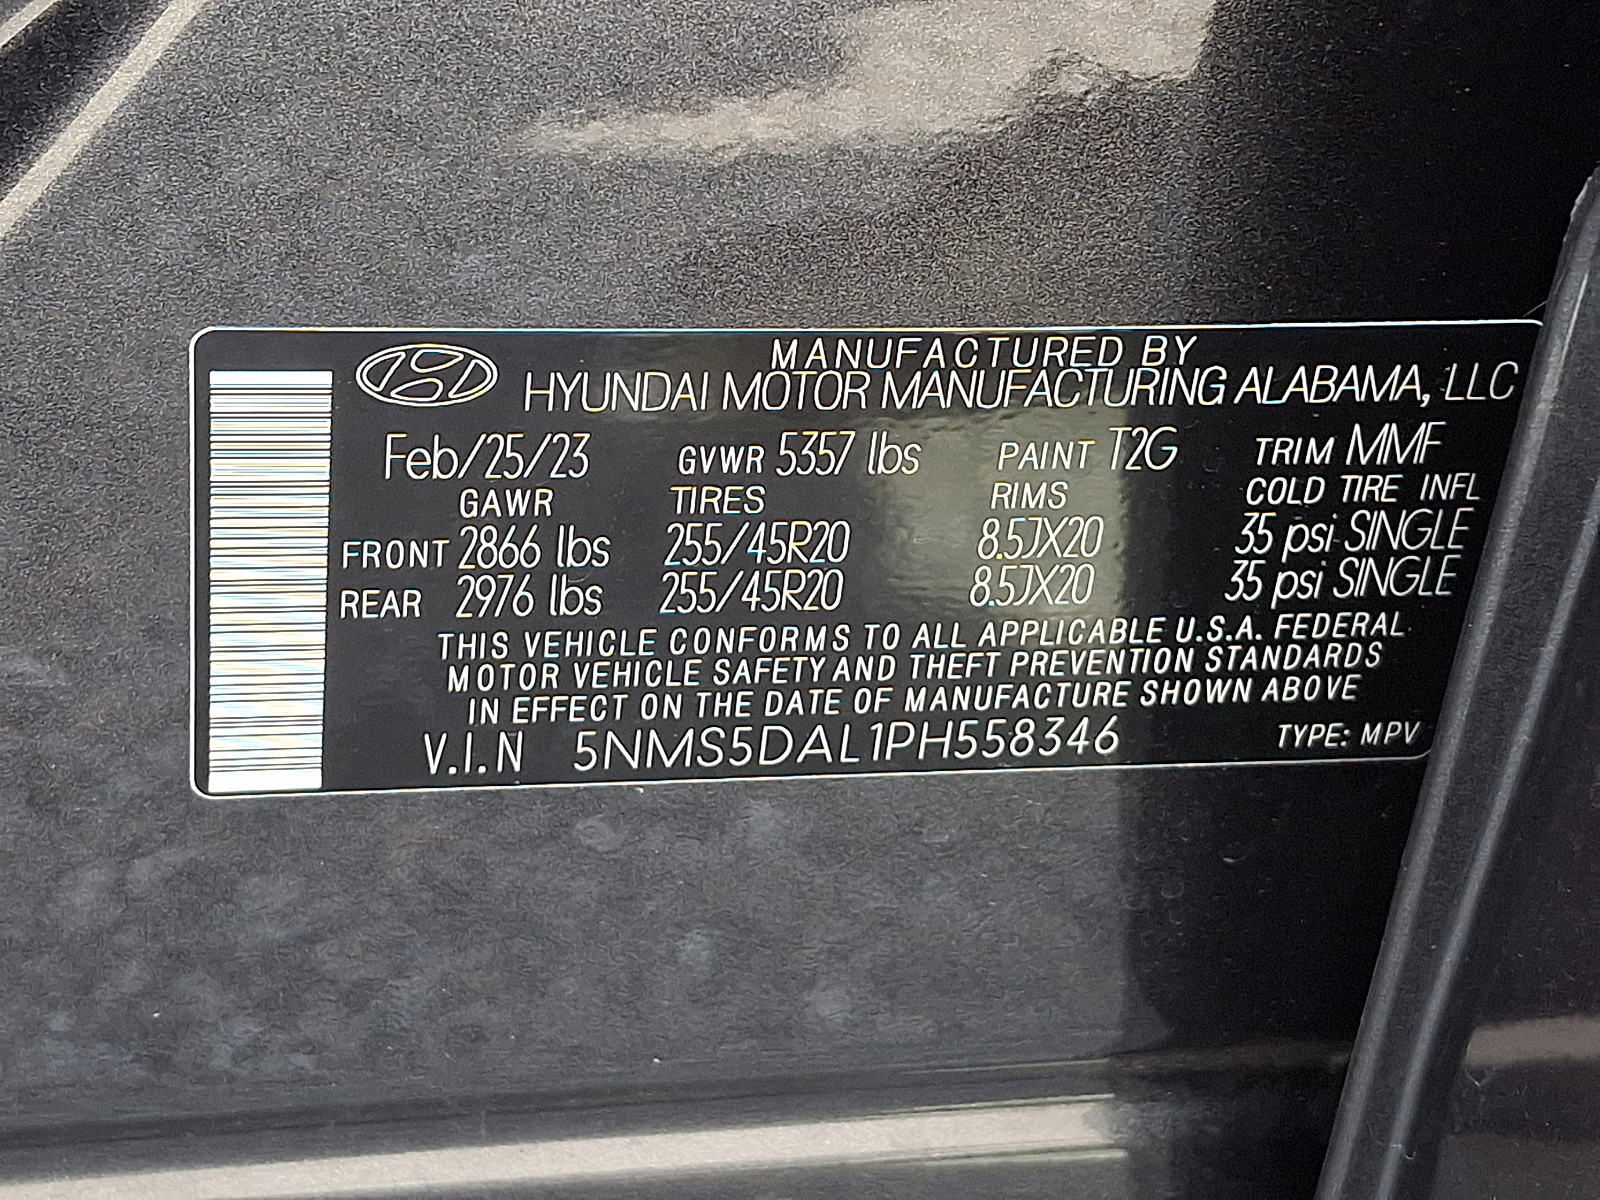 MANUFACTURED BY
HYUNDAI MOTOR MANUFACTURING ALABAMA, LLC
Feb/25/23 GVWR 5357 lbs PAINT T2G TRIM MMF
GAWR TIRES RIMS COLD TIRE INFL
FRONT 2866 lbs 255/45R20 8.5JX20 35 psi SINGLE
REAR 2976 lbs 255/45R20 8.5JX20 35 psi SINGLE
THIS VEHICLE CONFORMS TO ALL APPLICABLE U.S.A. FEDERAL
MOTOR VEHICLE SAFETY AND THEFT PREVENTION STANDARDS
IN EFFECT ON THE DATE OF MANUFACTURE SHOWN ABOVE
V.I.N 5NMS5DAL1PH558346 TYPE: MPV